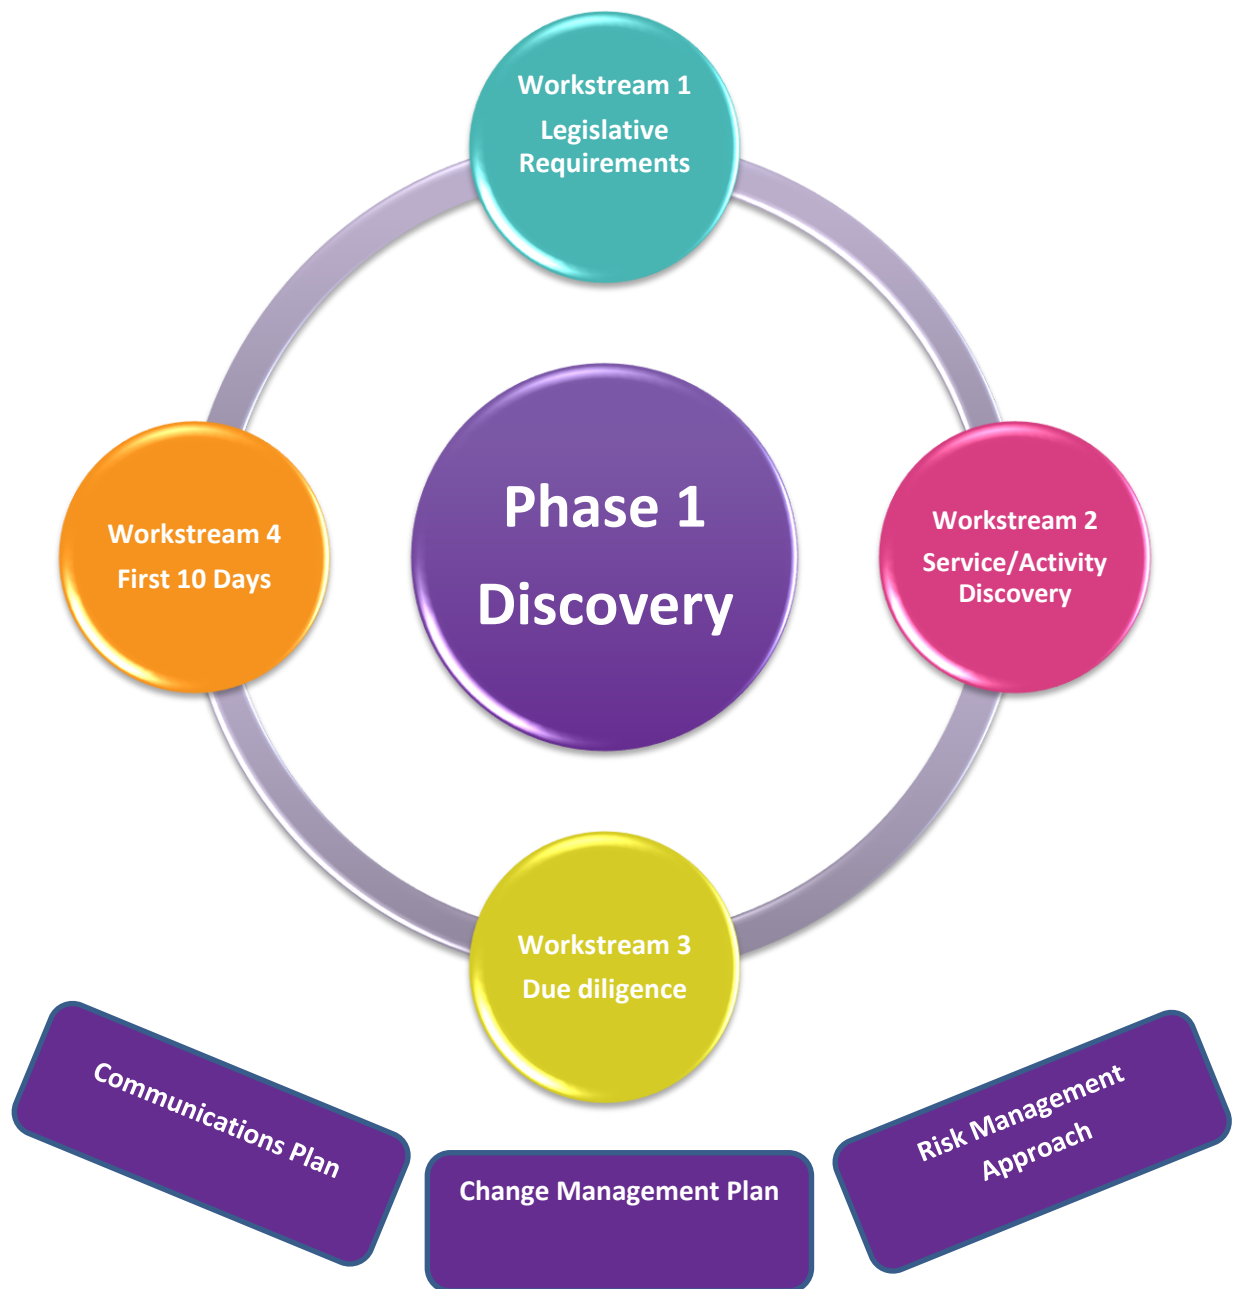 Workstream 1
Legislative
Requirements
Phase 1
Discovery
Workstream 2
Service/Activity
Discovery
Workstream 4
First 10 Days
Workstream 3
Due diligence
Communications Plan
Change Management Plan
Risk Management
Approach